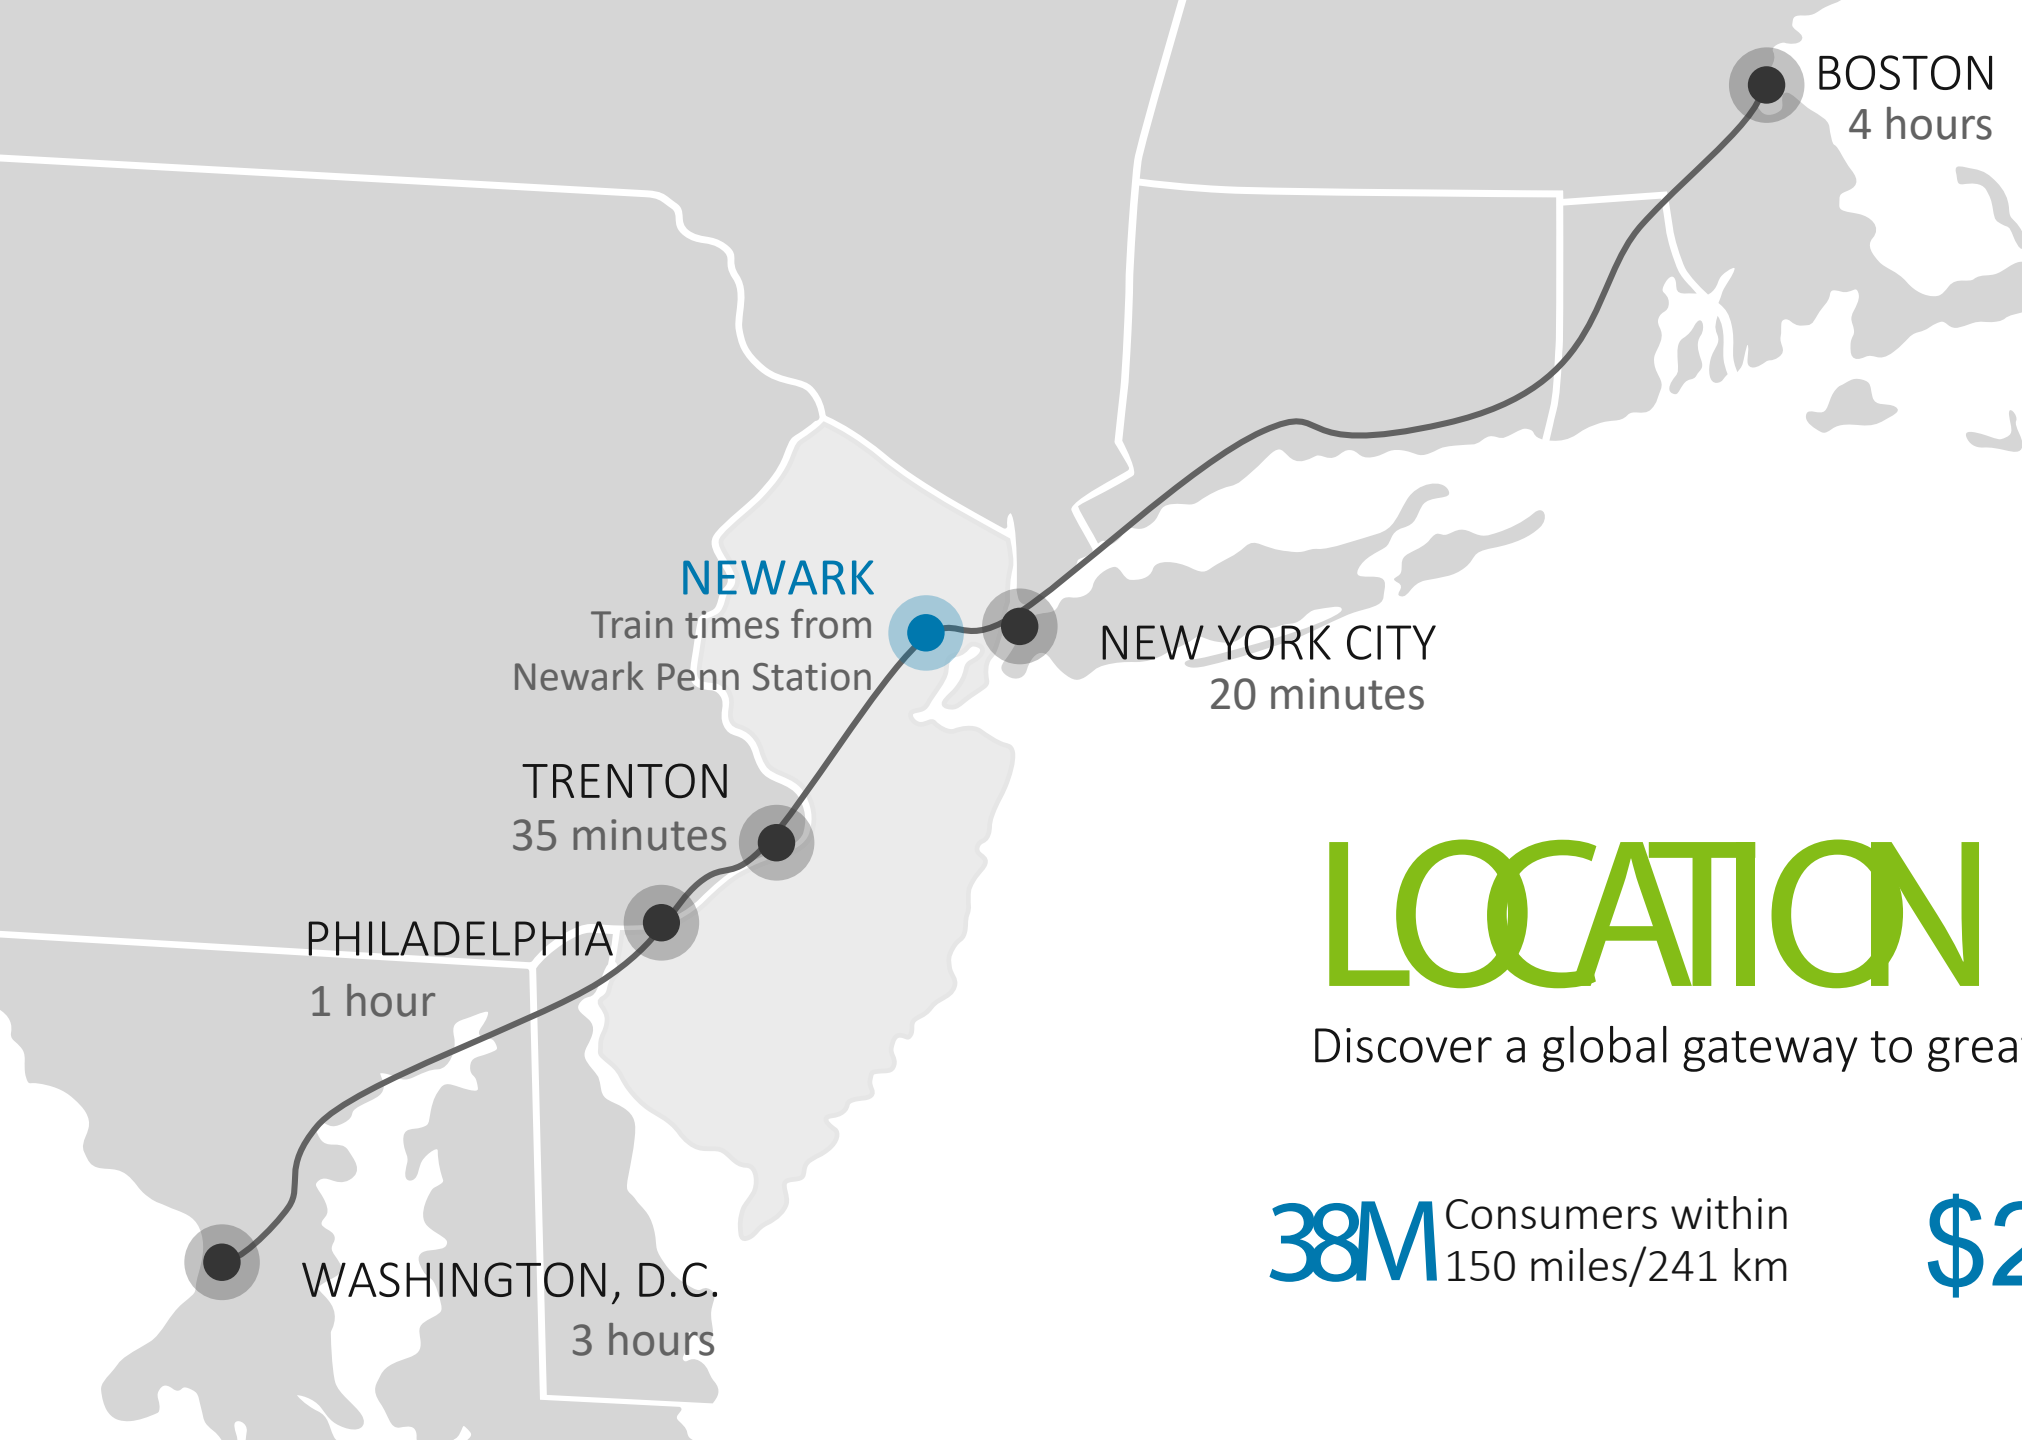 BOSTON
4 hours
NEWARK
Train times from
Newark Penn Station
NEW YORK CITY
20 minutes
TRENTON
35 minutes
PHILADELPHIA
1 hour
WASHINGTON, D.C.
3 hours
LOCATION
Discover a global gateway to
38M Consumers within
150 miles/241 km
$2